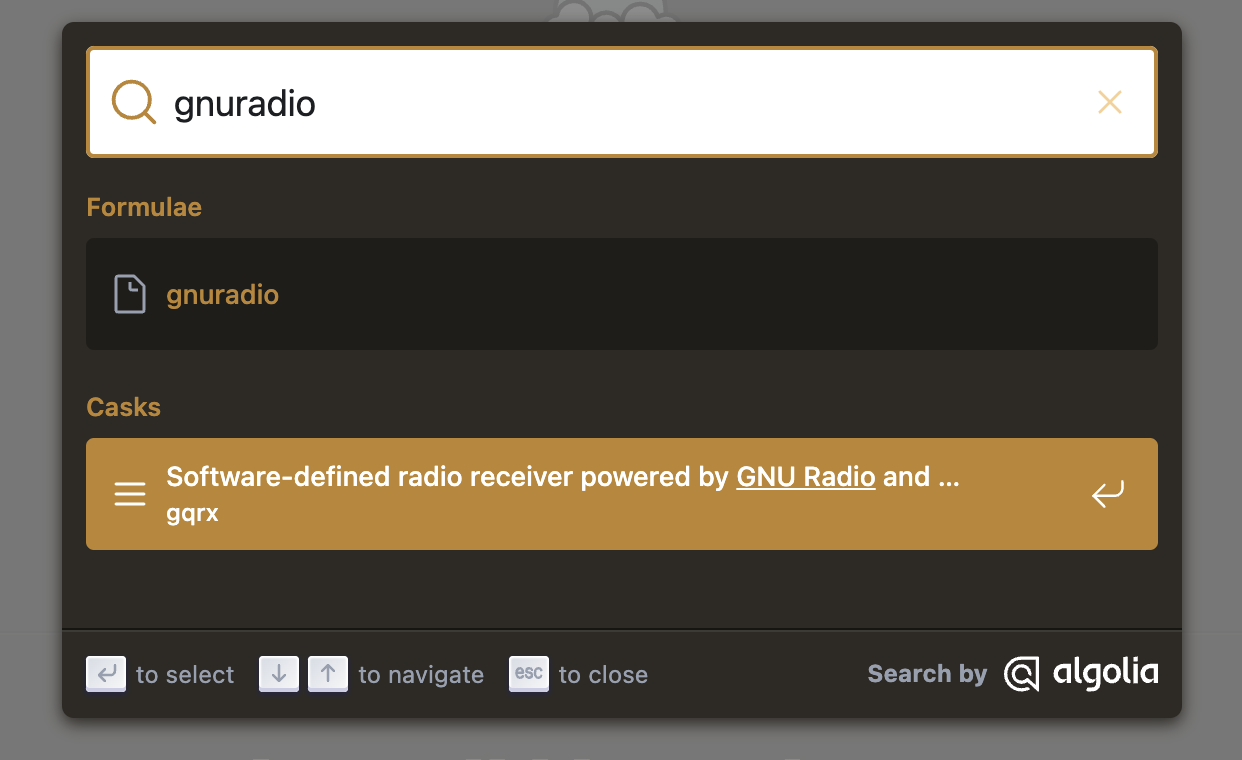 gnuradio
Formulae
gnuradio
Casks
Software-defined radio receiver powered by GNU Radio and ...
gqrx
to select to navigate esc to close Search by algolia